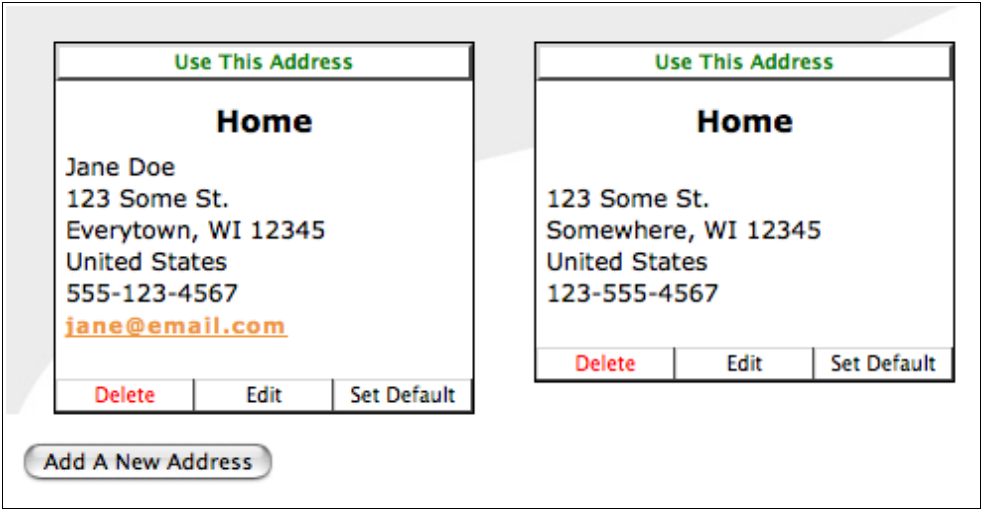 Use This Address
Home
Jane Doe
123 Some St.
Everytown, WI 12345
United States
555-123-4567
jane@email.com
Delete
Edit
Set Default
Use This Address
Home
123 Some St.
Somewhere, WI 12345
United States
123-555-4567
Delete
Edit
Set Default
Add A New Address